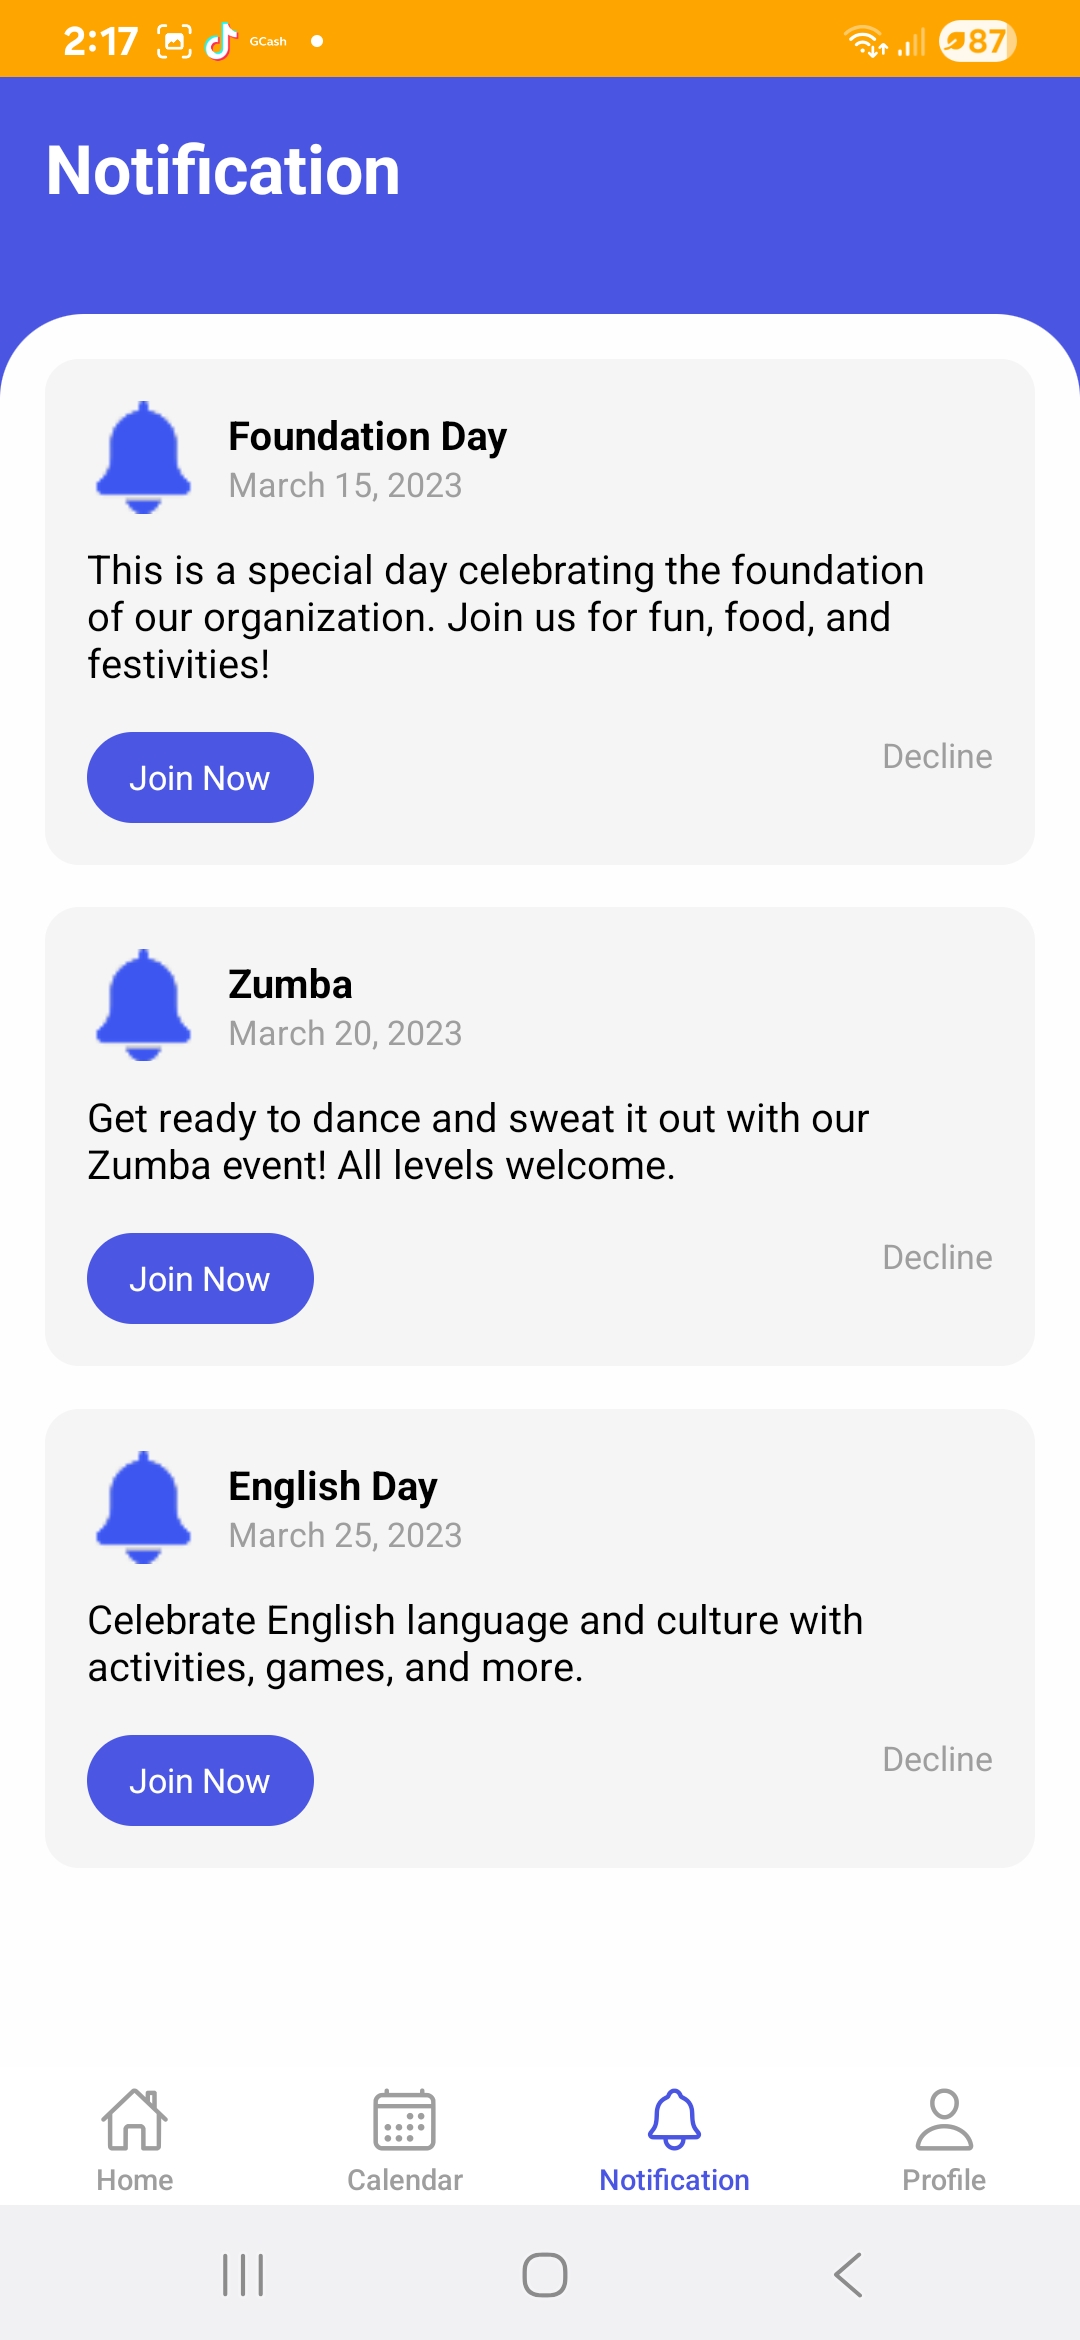 2:17 GCash 87
Notification
Foundation Day
March 15, 2023
This is a special day celebrating the foundation
of our organization. Join us for fun, food, and
festivities!
Join Now
Decline
Zumba
March 20, 2023
Get ready to dance and sweat it out with our
Zumba event! All levels welcome.
Join Now
Decline
English Day
March 25, 2023
Celebrate English language and culture with
activities, games, and more.
Join Now
Decline
Home Calendar Notification Profile